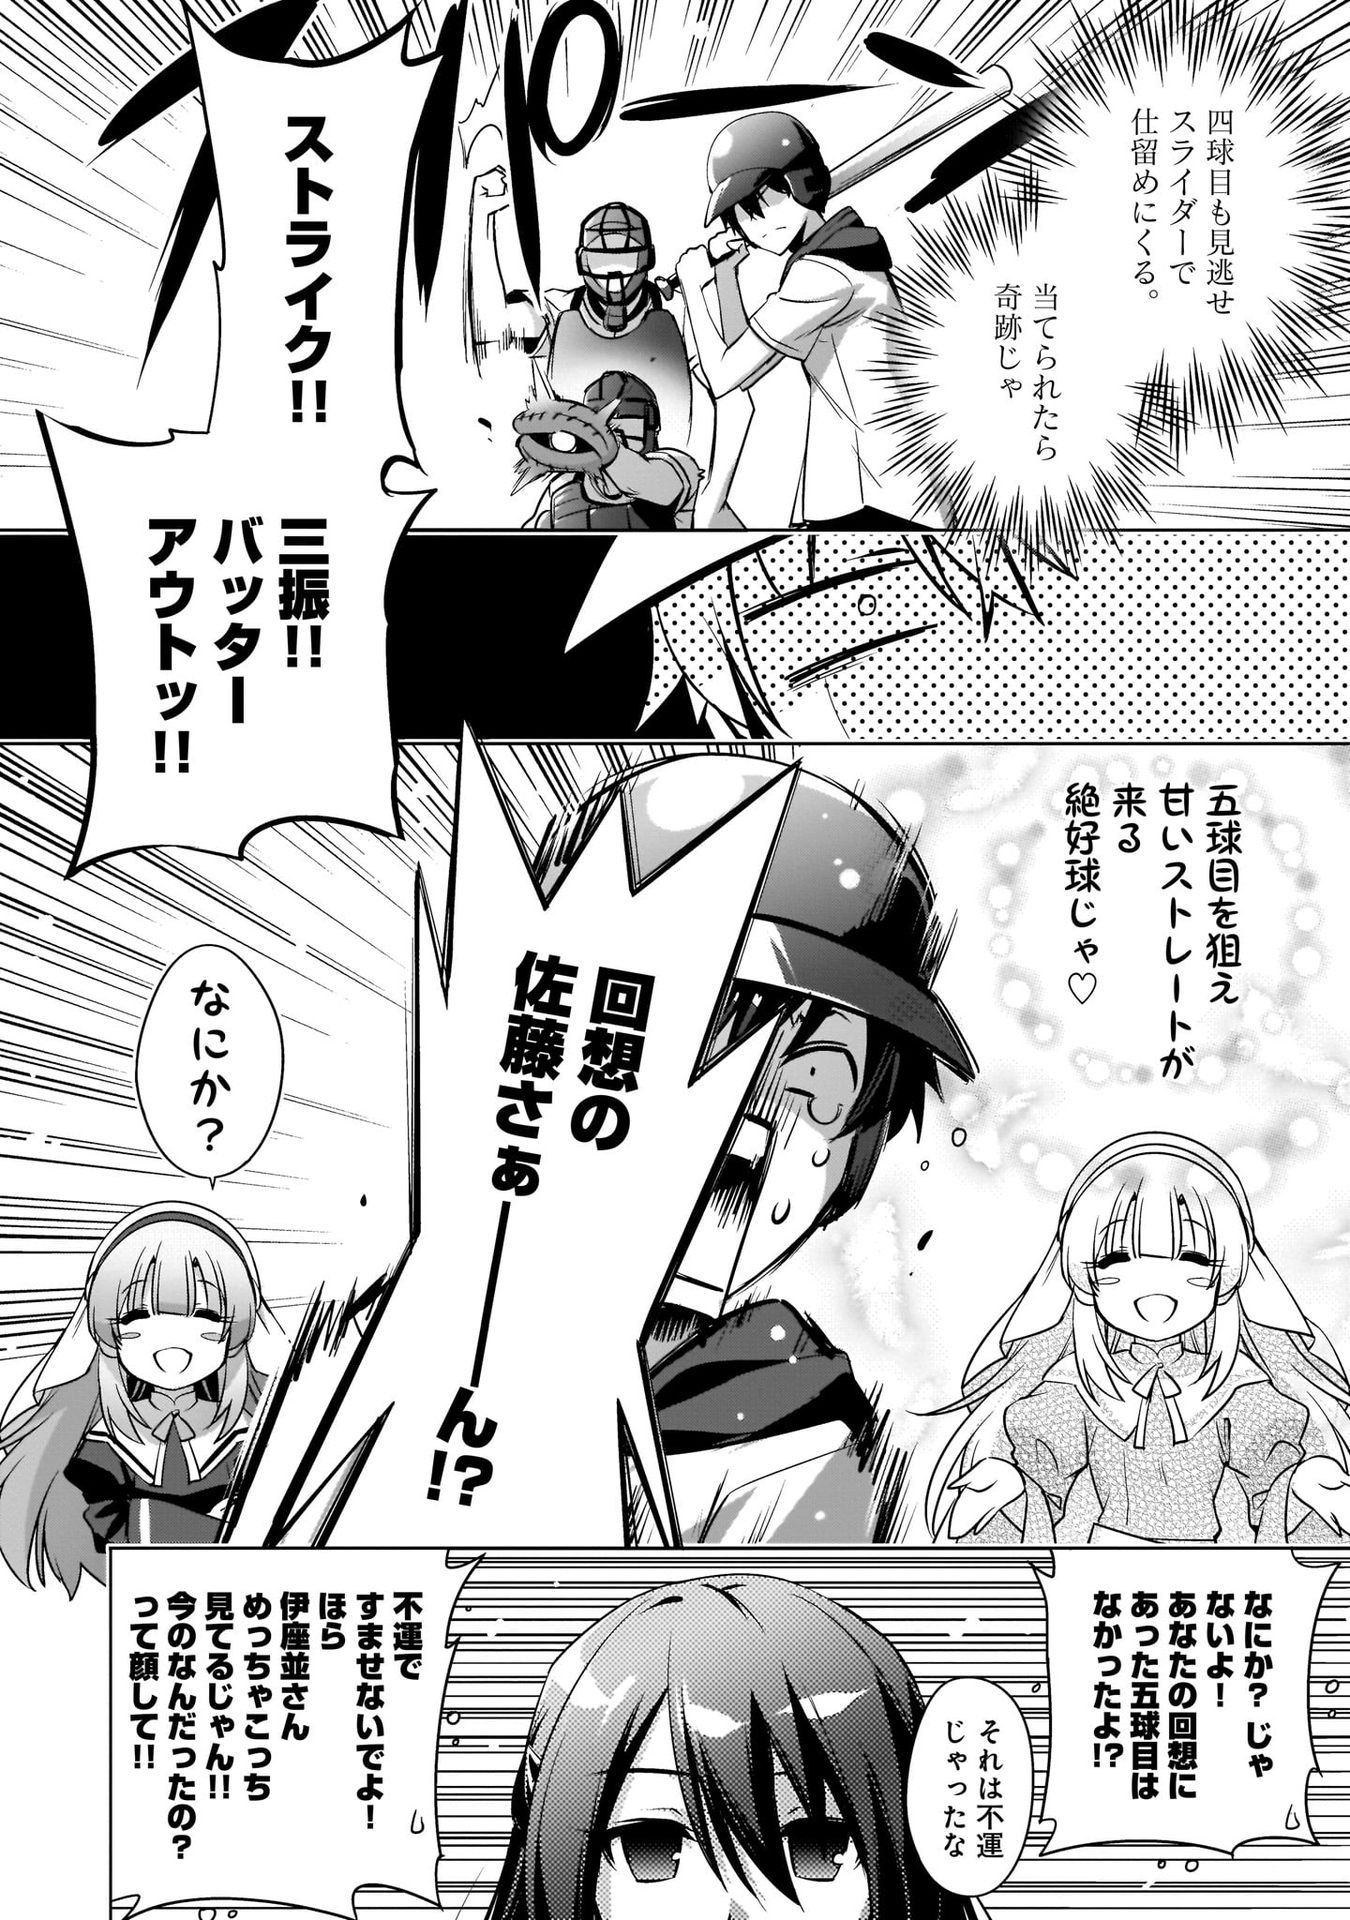 四球目も見逃せ
スライダーで
仕留めにくる。
当てられたら
奇跡じゃ
ストライク!!
三振!!
バッター
アウトッ!!
五球目を狙え
甘いストレートが
来る
絶好球じゃ♡
回想の
佐藤さぁーーん!?
なにか?
なにか?じゃ
ないよ!
あなたの回想に
あった五球目は
なかったよ!?
それは不運
じゃったな
不運で
すませないでよ!
ほら
伊座並さん
めっちゃこっち
見てるじゃん!!
今のなんだったの?
って顔して!!